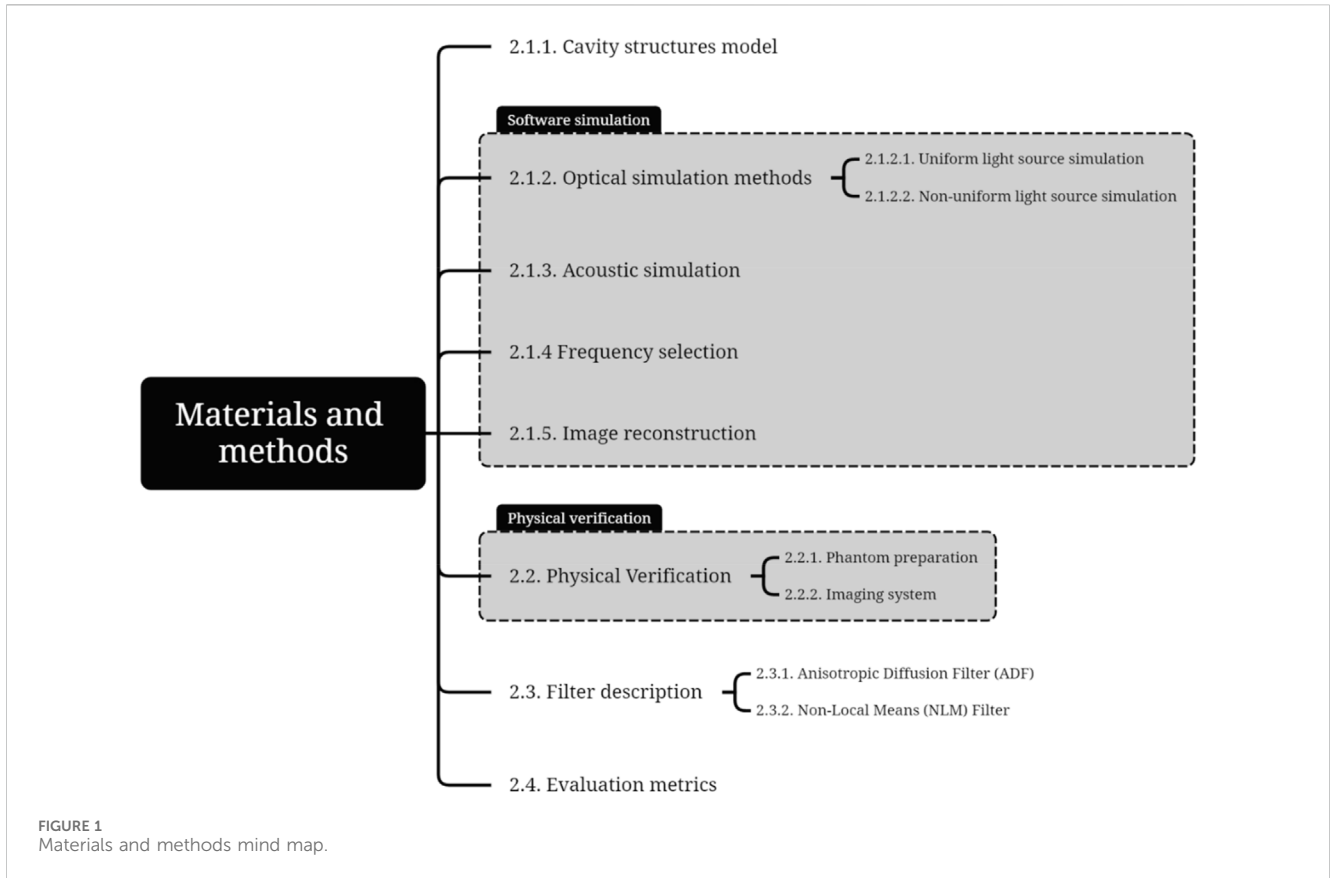 2.1.1. Cavity structures model
Software simulation
2.1.2. Optical simulation methods
2.1.2.1. Uniform light source simulation
2.1.2.2. Non-uniform light source simulation
2.1.3. Acoustic simulation
2.1.4 Frequency selection
Materials and
methods
2.1.5. Image reconstruction
Physical verification
2.2. Physical Verification
2.2.1. Phantom preparation
2.2.2. Imaging system
2.3. Filter description
2.3.1. Anisotropic Diffusion Filter (ADF)
2.3.2. Non-Local Means (NLM) Filter
2.4. Evaluation metrics
FIGURE 1
Materials and methods mind map.